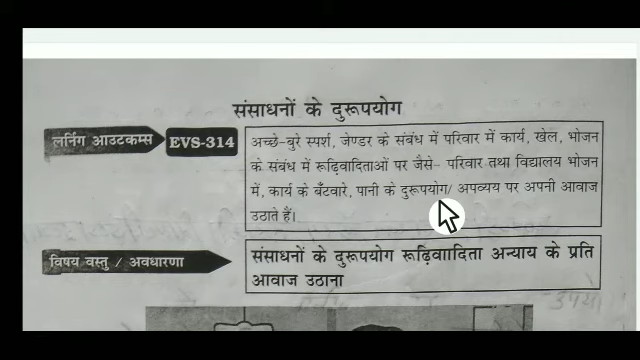 संसाधनों के दुरूपयोग
लर्निग आउटकम्स EVS-314
अच्छे-बुरे स्पर्श, जेण्डर के संबंध में परिवार में कार्य, खेल, भोजन
के संबंध में रूढ़िवादिताओं पर जैसे- परिवार तथा विद्यालय भोजन
में, कार्य के बँटवारे, पानी के दुरूपयोग/ अपव्यय पर अपनी आवाज
उठाते हैं।
विषय वस्तु / अवधारणा
संसाधनों के दुरूपयोग रूढ़िवाादिता अन्याय के प्रति
आवाज उठाना